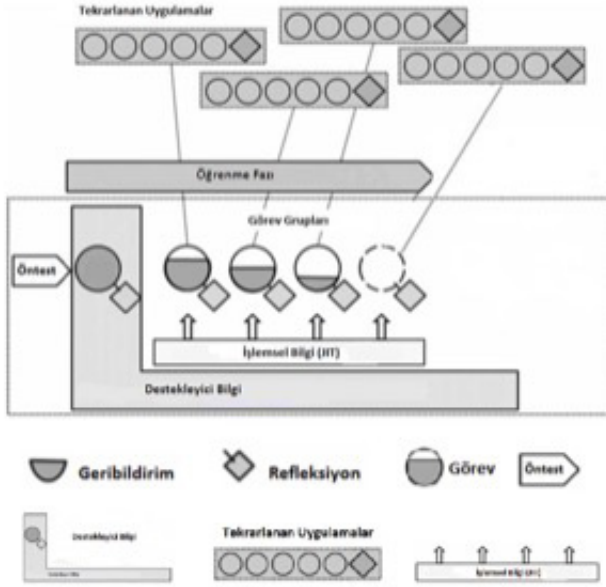 Tekrarlanan Uygulamalar
Öğrenme Fazı
Görev Grupları
Öntest
İşlemsel Bilgi (JIT)
Destekleyici Bilgi
Geribildirim
Refleksiyon
Görev
Öntest
Destekleyici Bilgi
Tekrarlanan Uygulamalar
İşlemsel Bilgi (JIT)